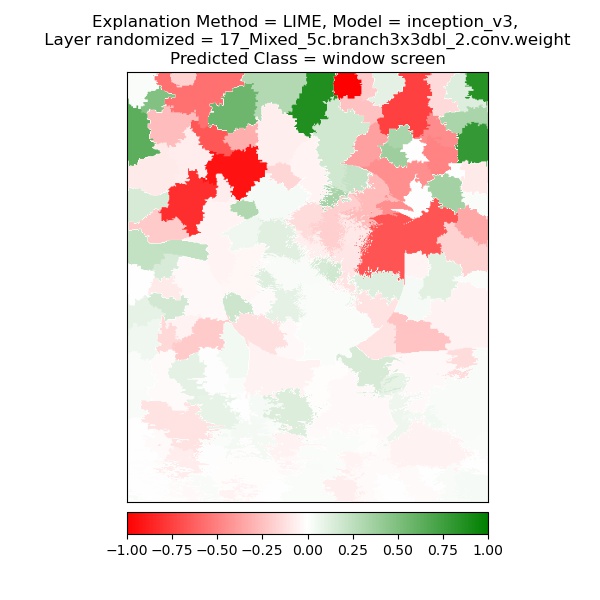 Explanation Method = LIME, Model = inception_v3,
Layer randomized = 17_Mixed_5c.branch3x3dbl_2.conv.weight
Predicted Class = window screen
−1.00 −0.75 −0.50 −0.25 0.00 0.25 0.50 0.75 1.00